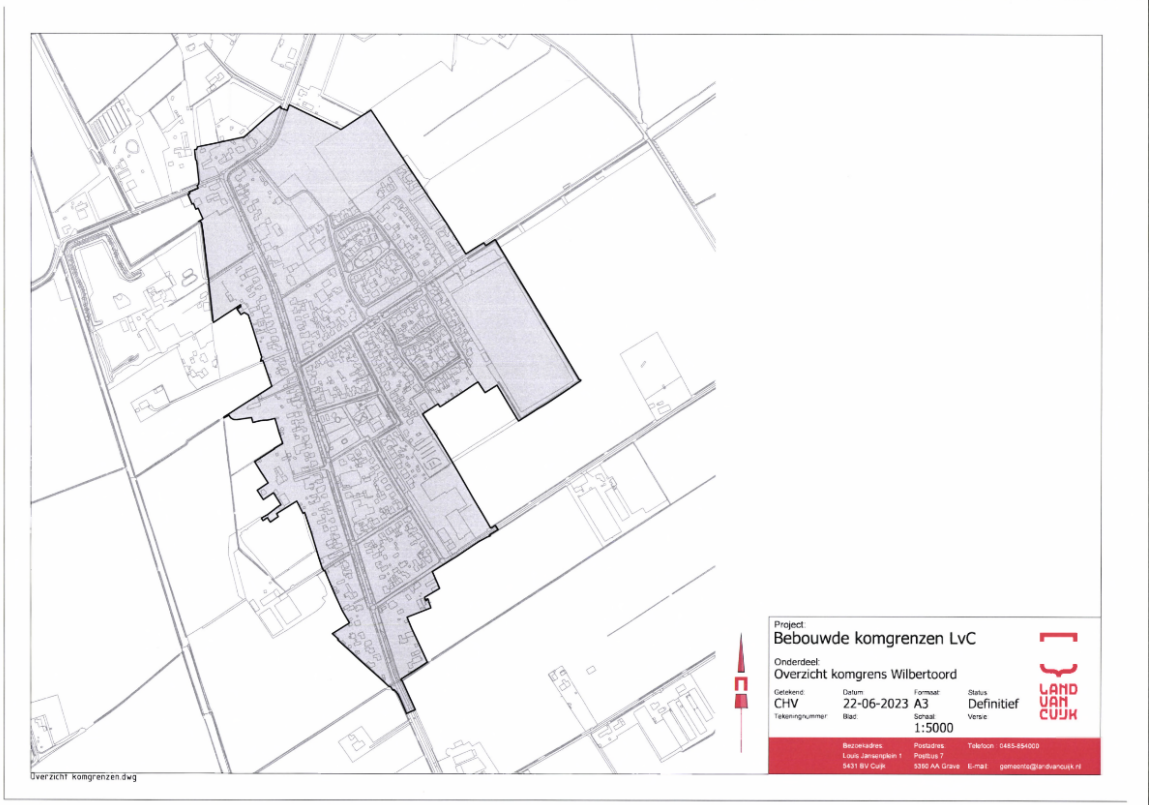 Project:
Bebouwde komgrenzen LvC
Onderdeel:
Overzicht komgrens Wilbertoord
Getekend: Datum Formaat Status
CHV 22-06-2023 A3 Definitief
Tekeningnummer Blad: Schaal Versie
1:5000
LAND
VAN
CUIJK
Bezoekadres: Postadres: Telefoon: 0485-854000
Louis Jansenplein 1 Postbus 7
5431 BV Cuijk 5360 AA Grave E-mail: gemeente@landvancuijk.nl
Overzicht komgrenzen.dwg